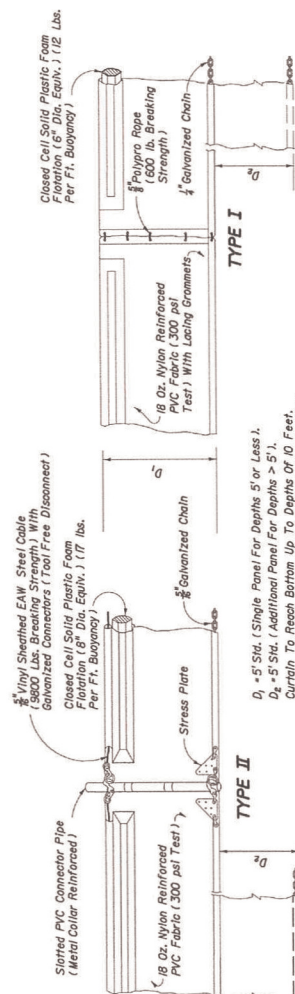 Closed Cell Solid Plastic Foam
Flotation (6" Dia. Equiv.) (12 Lbs.
Per Ft. Buoyancy)
5/8" Polypro Rope
(600 lb. Breaking
Strength)
1/4" Galvanized Chain
18 Oz. Nylon Reinforced
PVC Fabric (300 psi
Test) With Lacing Grommets
D₂
TYPE I
D₁
5/16" Vinyl Sheathed EAW Steel Cable
(9800 Lbs. Breaking Strength) With
Galvanized Connectors (Tool Free Disconnect)
Closed Cell Solid Plastic Foam
Flotation (8" Dia. Equiv.) (17 lbs.
Per Ft. Buoyancy)
Slotted PVC Connector Pipe
(Metal Collar Reinforced)
5/16" Galvanized Chain
Stress Plate
18 Oz. Nylon Reinforced
PVC Fabric (300 psi Test)
TYPE II
D₂
D₁ = 5' Std. (Single Panel For Depths 5' or Less).
D₂ = 5' Std. (Additional Panel For Depths > 5').
Curtain To Reach Bottom Up To Depths Of 10 Feet.